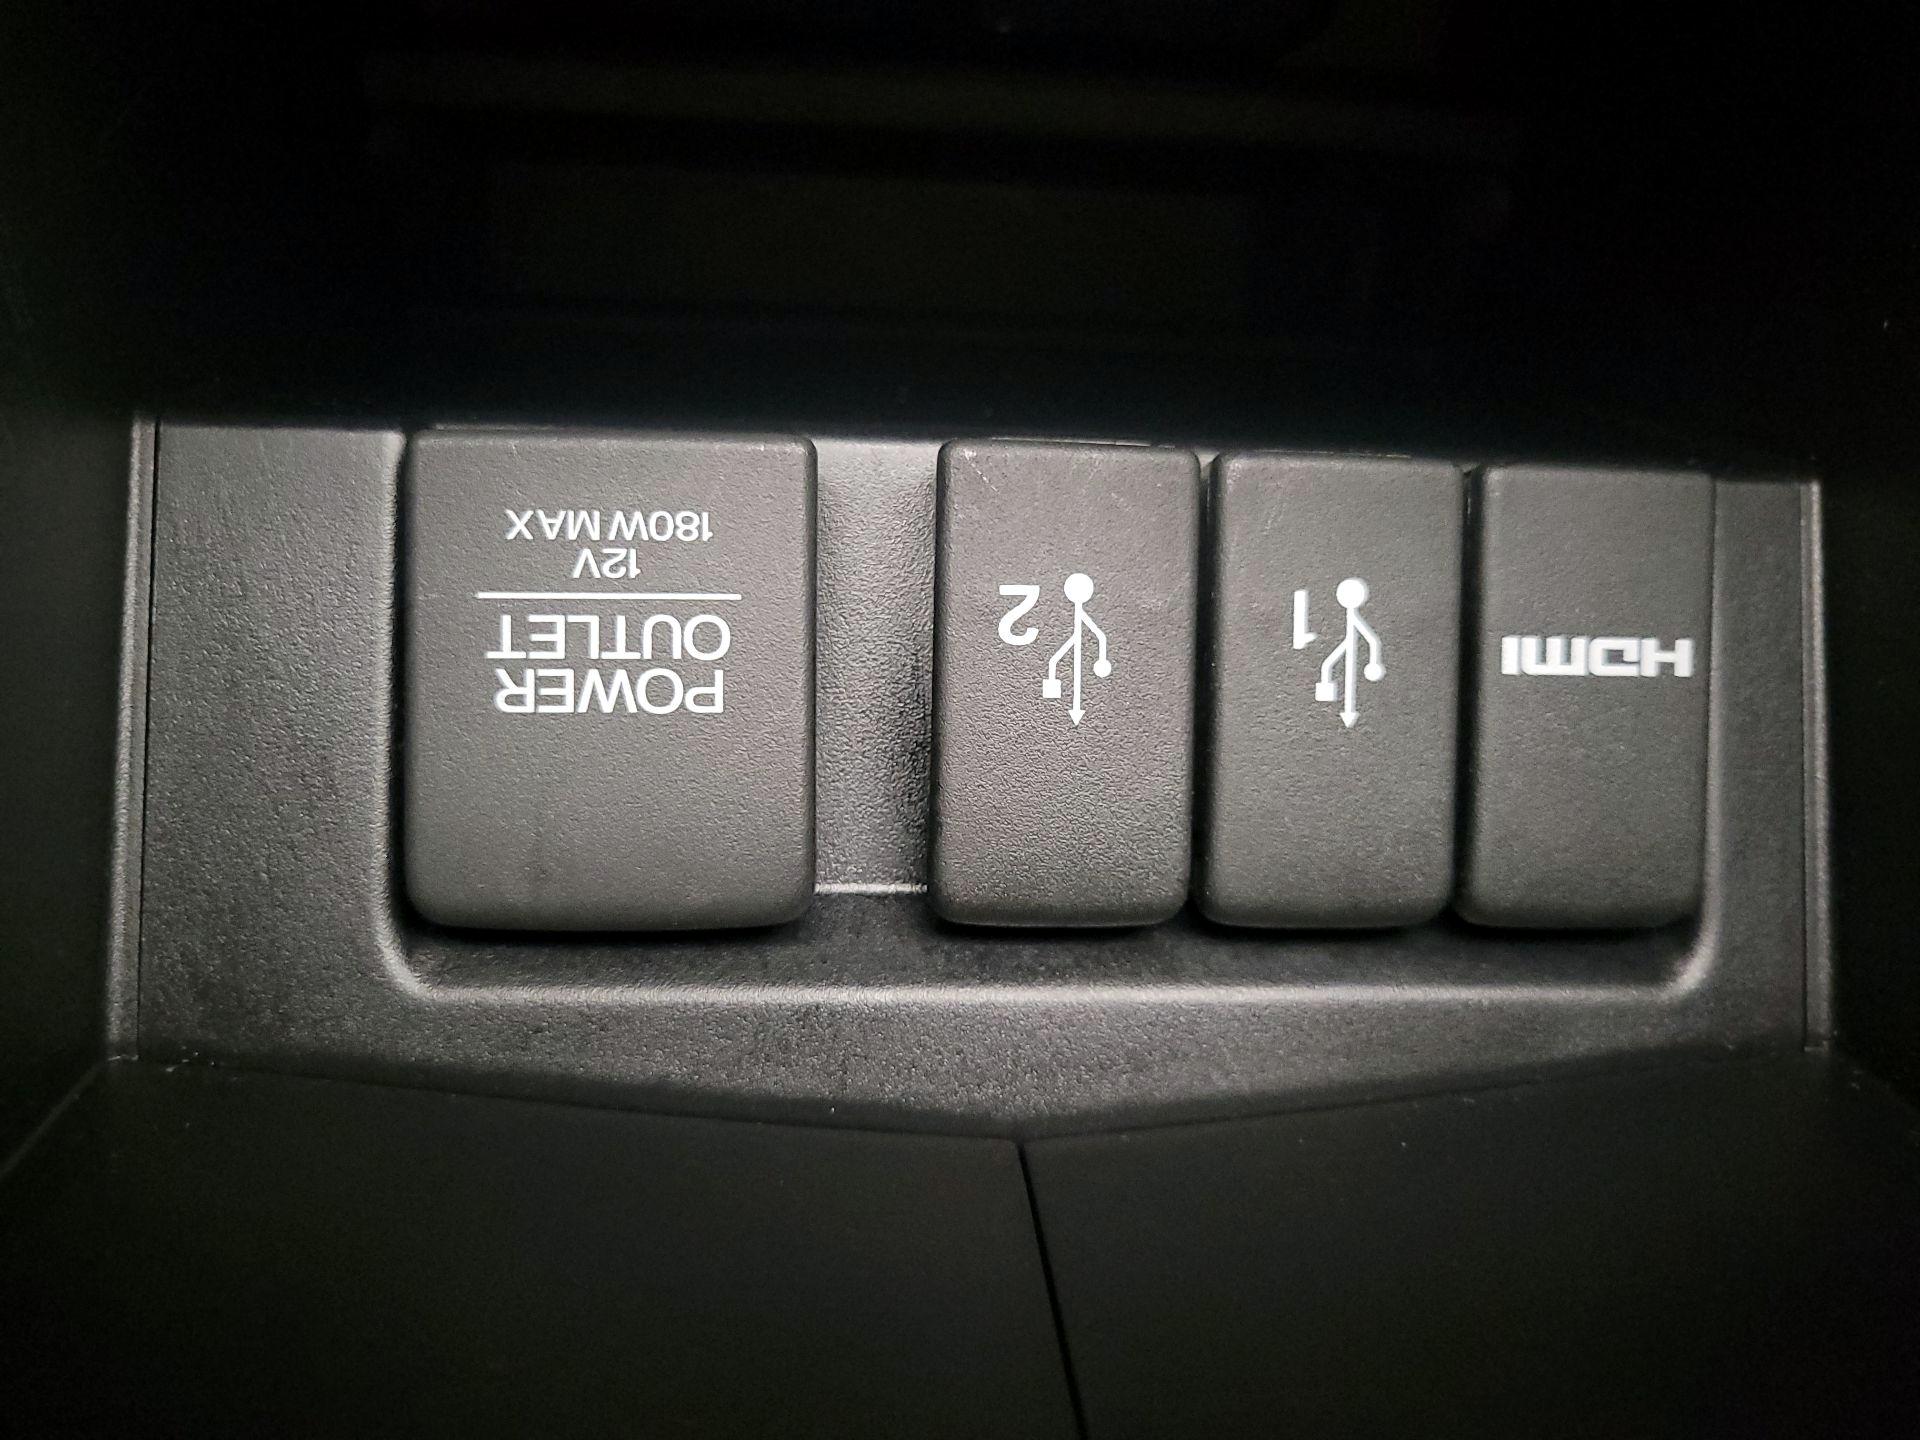 HDMI
1
2
POWER
OUTLET
12V
180W MAX